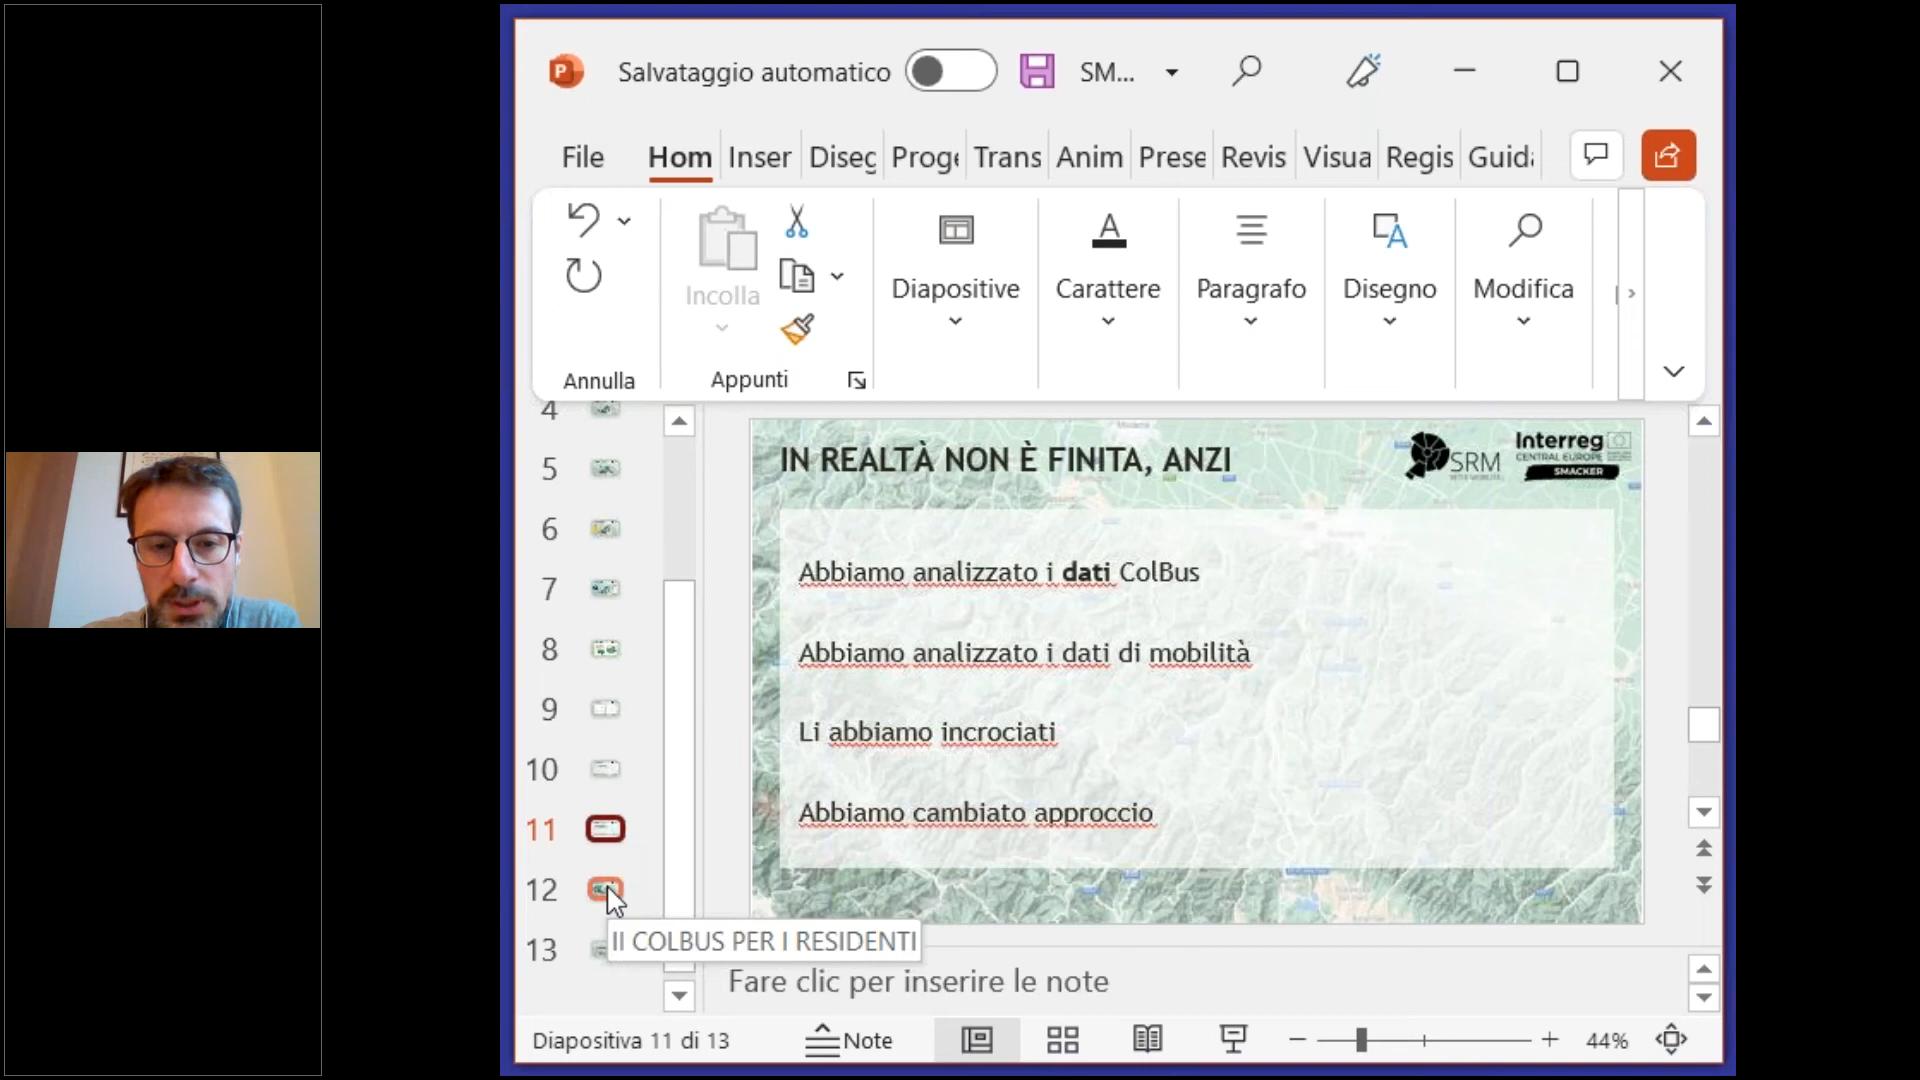 Salvataggio automatico
SM...
File
Hom
Inser
Diseg
Proge
Trans
Anim
Prese
Revis
Visua
Regis
Guida
Incolla
Diapositive
Carattere
Paragrafo
Disegno
Modifica
Annulla
Appunti
4
5
6
7
8
9
10
11
12
13
IN REALTÀ NON È FINITA, ANZI
SRM
Interreg
CENTRAL EUROPE
SMACKER
Abbiamo analizzato i dati ColBus
Abbiamo analizzato i dati di mobilità
Li abbiamo incrociati
Abbiamo cambiato approccio
Il COLBUS PER I RESIDENTI
Fare clic per inserire le note
Diapositiva 11 di 13
Note
44%